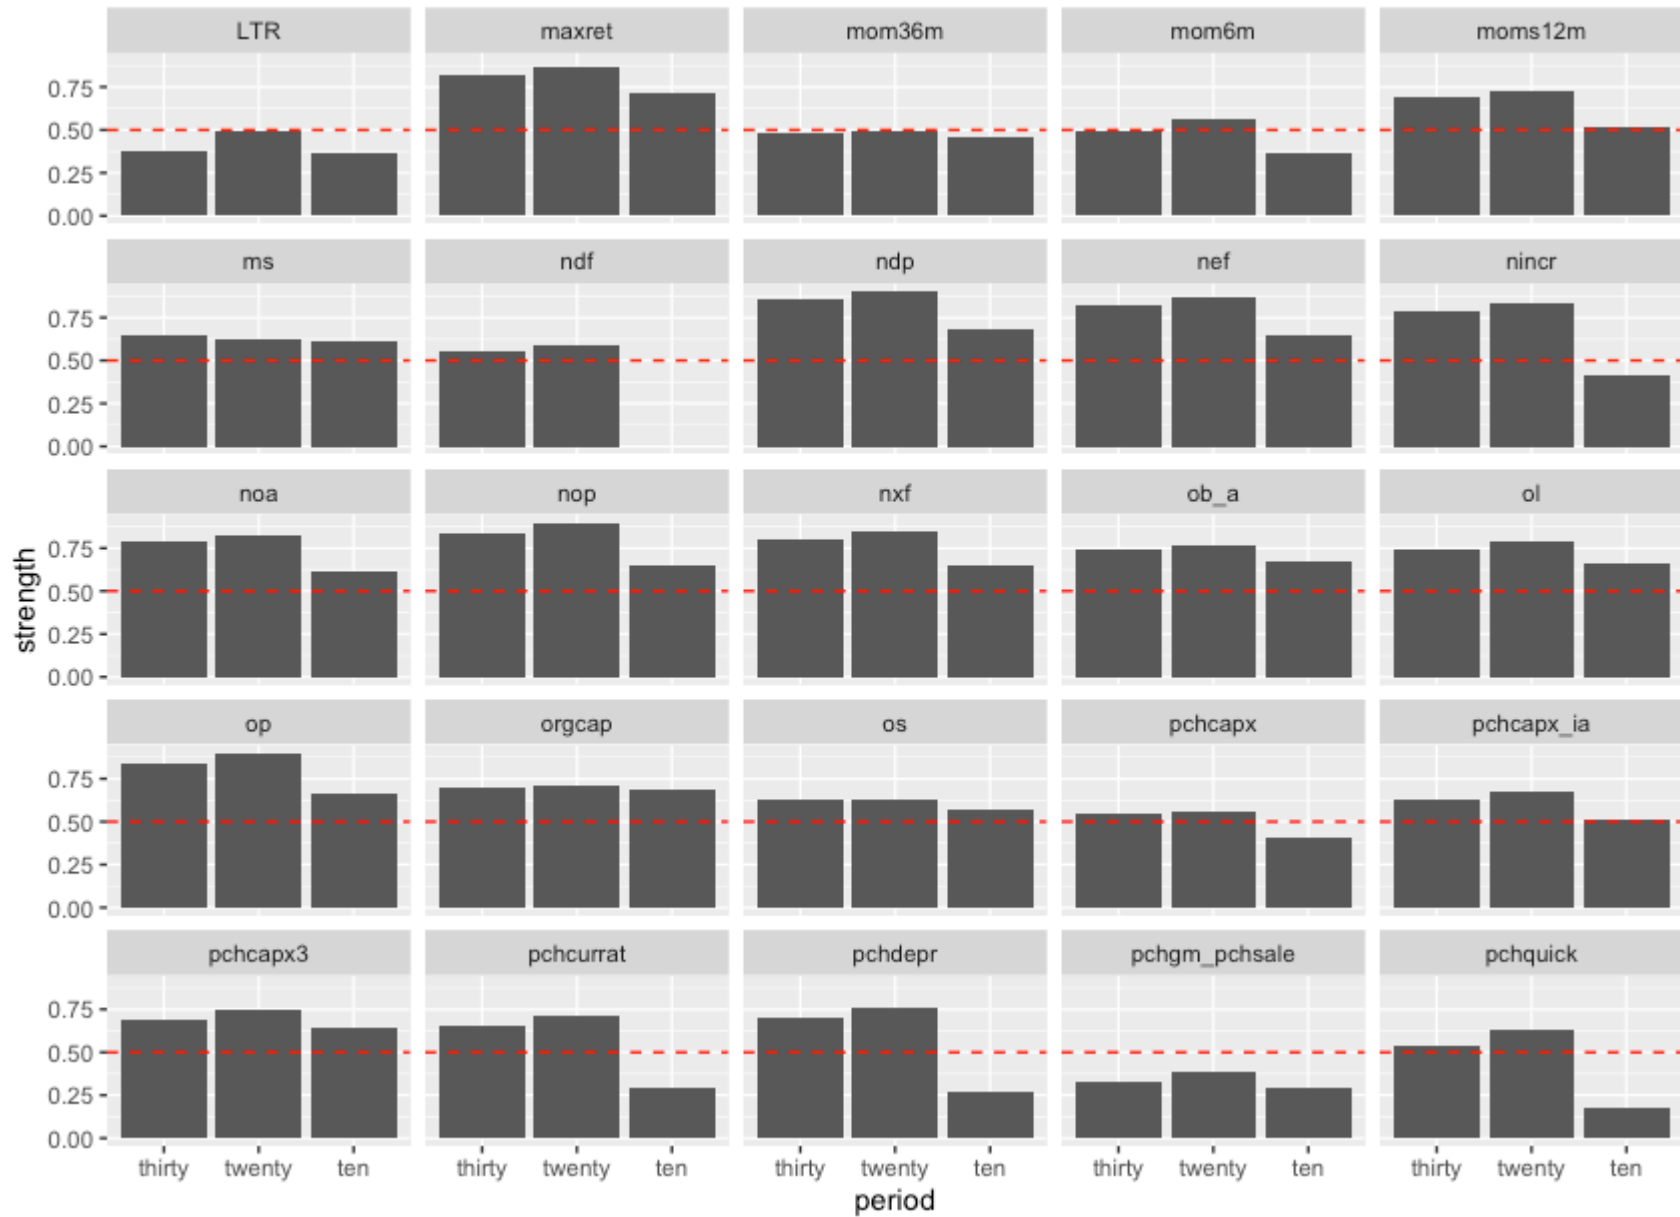 LTR maxret mom36m mom6m moms12m
0.75
0.50
0.25
0.00
ms ndf ndp nef nincr
0.75
0.50
0.25
0.00
noa nop nxf ob_a ol
0.75
0.50
0.25
0.00
strength
op orgcap os pchcapx pchcapx_ia
0.75
0.50
0.25
0.00
pchcapx3 pchcurrat pchdepr pchgm_pchsale pchquick
0.75
0.50
0.25
0.00
thirty twenty ten thirty twenty ten thirty twenty ten thirty twenty ten thirty twenty ten
period